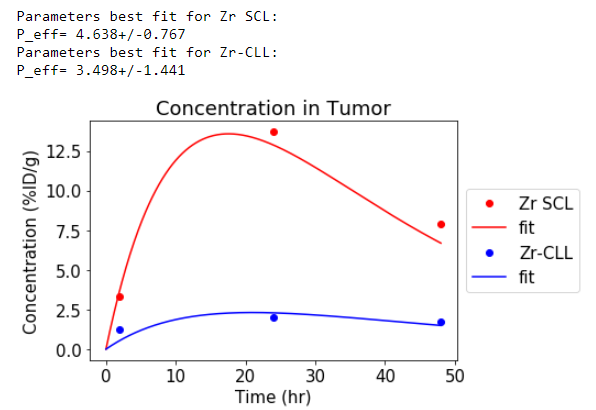 Parameters best fit for Zr SCL:
P_eff= 4.638+/-0.767
Parameters best fit for Zr-CLL:
P_eff= 3.498+/-1.441
Concentration in Tumor
Concentration (%ID/g)
12.5
10.0
7.5
5.0
2.5
0.0
0 10 20 30 40 50
Time (hr)
Zr SCL
fit
Zr-CLL
fit